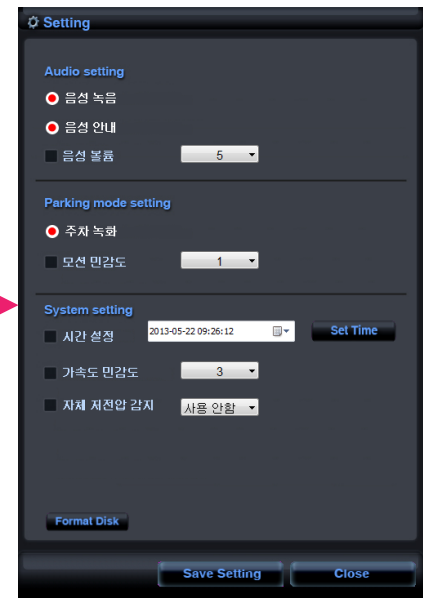 Setting
Audio setting
음성 녹음
음성 안내
음성 볼륨 5
Parking mode setting
주차 녹화
모션 민감도 1
System setting
시간 설정 2013-05-22 09:26:12 Set Time
가속도 민감도 3
자체 저전압 감지 사용 안함
Format Disk
Save Setting Close